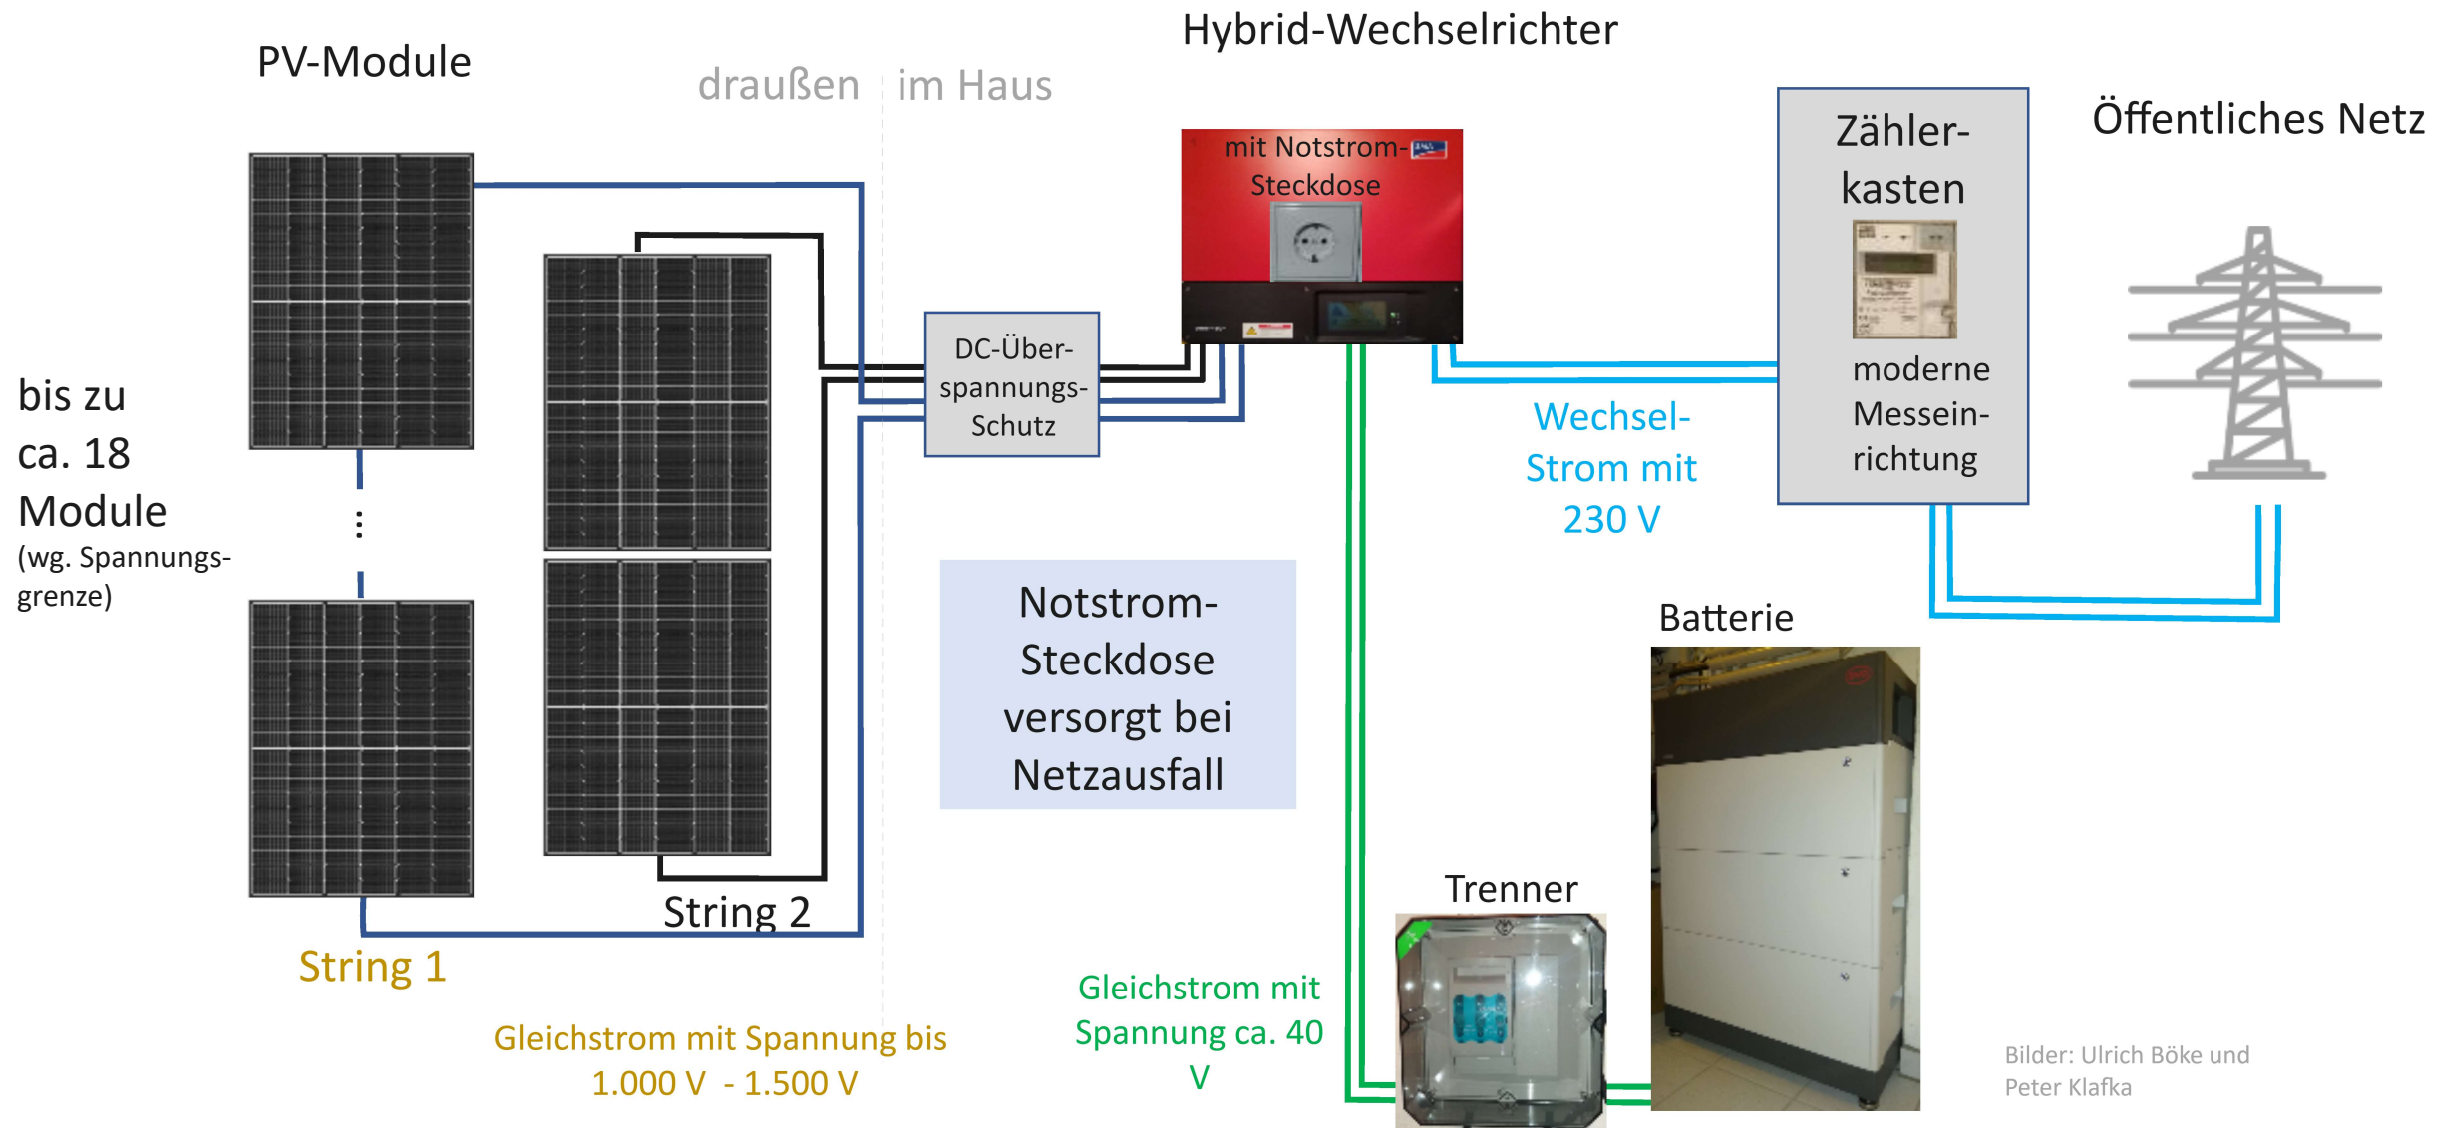 Hybrid-Wechselrichter
PV-Module
draußen
im Haus
Öffentliches Netz
mit Notstrom-
Steckdose
SMA
Zähler-
kasten
moderne
Messein-
richtung
DC-Über-
spannungs-
Schutz
bis zu
ca. 18
Module
(wg. Spannungs-
grenze)
...
Wechsel-
Strom mit
230 V
Notstrom-
Steckdose
versorgt bei
Netzausfall
Batterie
Trenner
String 2
String 1
Gleichstrom mit
Spannung ca. 40
V
Gleichstrom mit Spannung bis
1.000 V - 1.500 V
Bilder: Ulrich Böke und
Peter Klafka